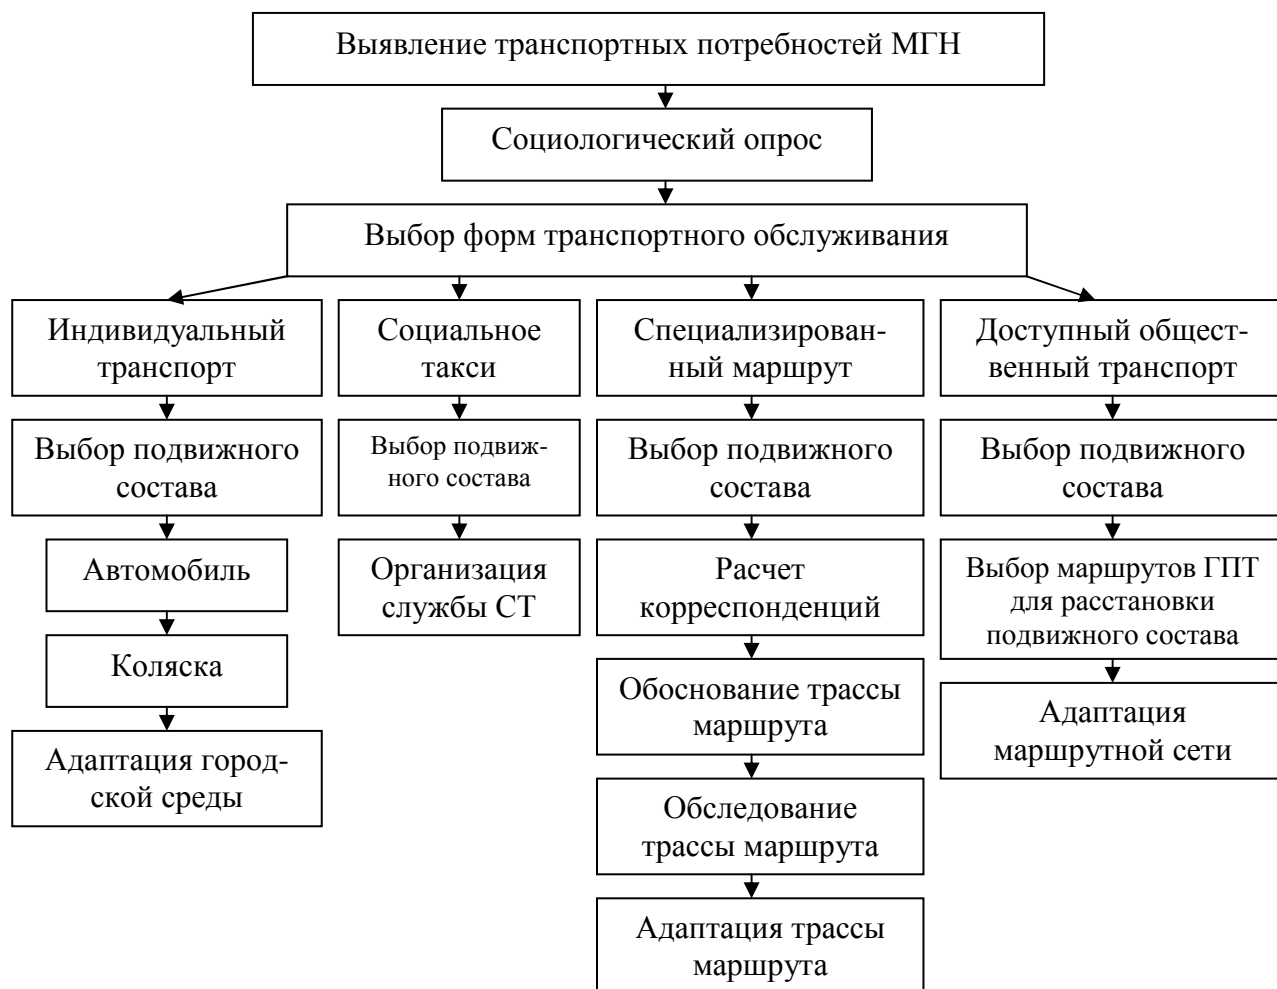 Выявление транспортных потребностей МГН
Социологический опрос
Выбор форм транспортного обслуживания
Индивидуальный
транспорт
Социальное
такси
Специализирован-
ный маршрут
Доступный общест-
венный транспорт
Выбор подвижного
состава
Выбор подвиж-
ного состава
Выбор подвижного
состава
Выбор подвижного
состава
Автомобиль
Организация
службы СТ
Расчет
корреспонденций
Выбор маршрутов ГПТ
для расстановки
подвижного состава
Коляска
Обоснование трассы
маршрута
Адаптация
маршрутной сети
Адаптация город-
ской среды
Обследование
трассы маршрута
Адаптация трассы
маршрута